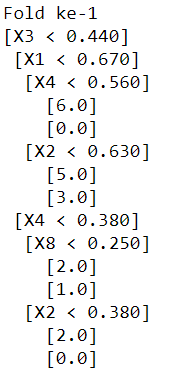 Fold ke-1
[X3 < 0.440]
[X1 < 0.670]
[X4 < 0.560]
[6.0]
[0.0]
[X2 < 0.630]
[5.0]
[3.0]
[X4 < 0.380]
[X8 < 0.250]
[2.0]
[1.0]
[X2 < 0.380]
[2.0]
[0.0]